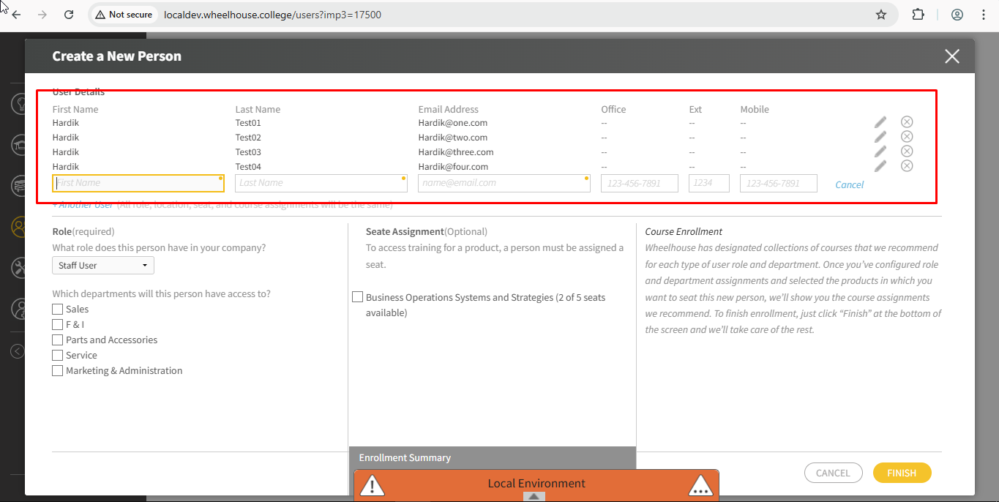 Not secure localdev.wheelhouse.college/users?imp3=17500
Create a New Person
User Details
First Name Last Name Email Address Office Ext Mobile
Hardik Test01 Hardik@one.com -- -- --
Hardik Test02 Hardik@two.com -- -- --
Hardik Test03 Hardik@three.com -- -- --
Hardik Test04 Hardik@four.com -- -- --
First Name Last Name name@email.com 123-456-7891 1234 123-456-7891 Cancel
+ Another User (All role, location, seat, and course assignments will be the same)
Role(required)
What role does this person have in your company?
Staff User
Which departments will this person have access to?
Sales
F & I
Parts and Accessories
Service
Marketing & Administration
Seate Assignment(Optional)
To access training for a product, a person must be assigned a
seat.
Business Operations Systems and Strategies (2 of 5 seats
available)
Course Enrollment
Wheelhouse has designated collections of courses that we recommend
for each type of user role and department. Once you’ve configured role
and department assignments and selected the products in which you
want to seat this new person, we’ll show you the course assignments
we recommend. To finish enrollment, just click “Finish” at the bottom of
the screen and we’ll take care of the rest.
Enrollment Summary
Local Environment
CANCEL FINISH